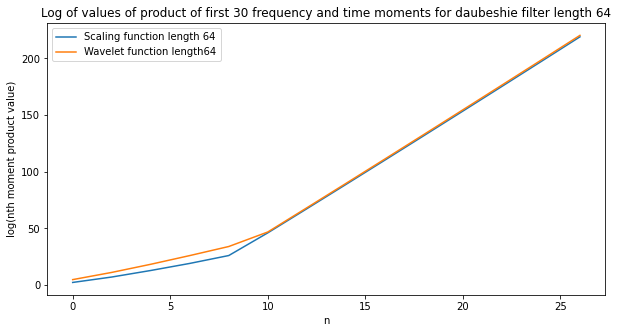 Log of values of product of first 30 frequency and time moments for daubeshie filter length 64
Scaling function length 64
Wavelet function length64
log(nth moment product value)
200
150
100
50
0
0 5 10 15 20 25
n